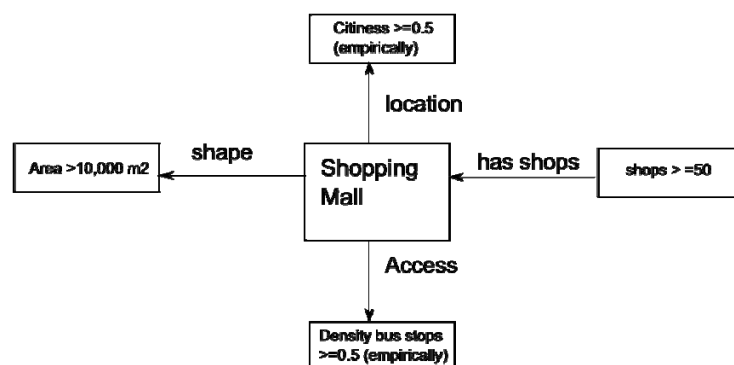 Citiness >=0.5
(empirically)
location
shape
Area >10,000 m2
Shopping
Mall
has shops
shops > =50
Access
Density bus stops
>=0.5 (empirically)